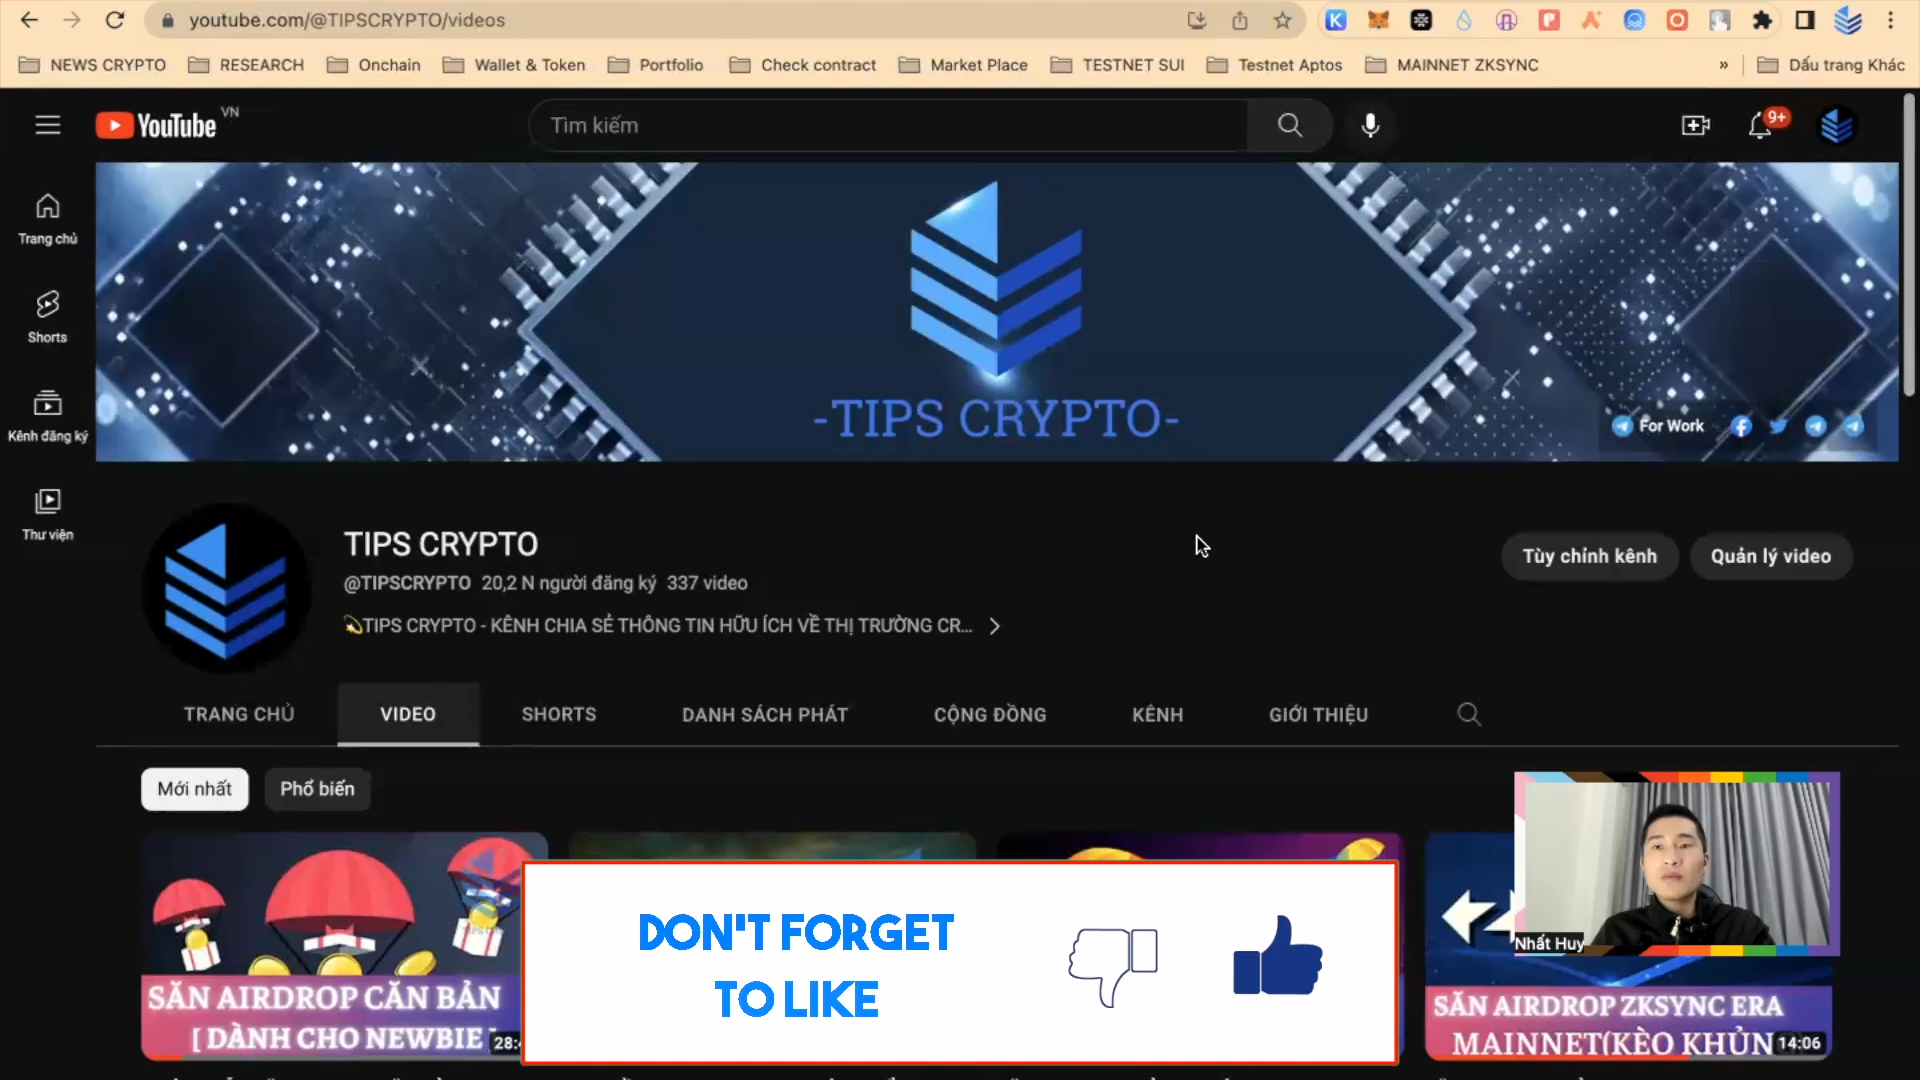 youtube.com/@TIPSCRYPTO/videos
NEWS CRYPTO
RESEARCH
Onchain
Wallet & Token
Portfolio
Check contract
Market Place
TESTNET SUI
Testnet Aptos
MAINNET ZKSYNC
»
Dấu trang Khác
YouTube VN
Tìm kiếm
9+
Trang chủ
Shorts
Kênh đăng ký
Thư viện
-TIPS CRYPTO-
For Work
TIPS CRYPTO
@TIPSCRYPTO 20,2 N người đăng ký 337 video
💫TIPS CRYPTO - KÊNH CHIA SẺ THÔNG TIN HỮU ÍCH VỀ THỊ TRƯỜNG CR...
Tùy chỉnh kênh
Quản lý video
TRANG CHỦ
VIDEO
SHORTS
DANH SÁCH PHÁT
CỘNG ĐỒNG
KÊNH
GIỚI THIỆU
Mới nhất
Phổ biến
SĂN AIRDROP CĂN BẢN
[ DÀNH CHO NEWBIE ]
DON'T FORGET
TO LIKE
Nhất Huy
SĂN AIRDROP ZKSYNC ERA
MAINNET(KÈO KHỦN
14:06